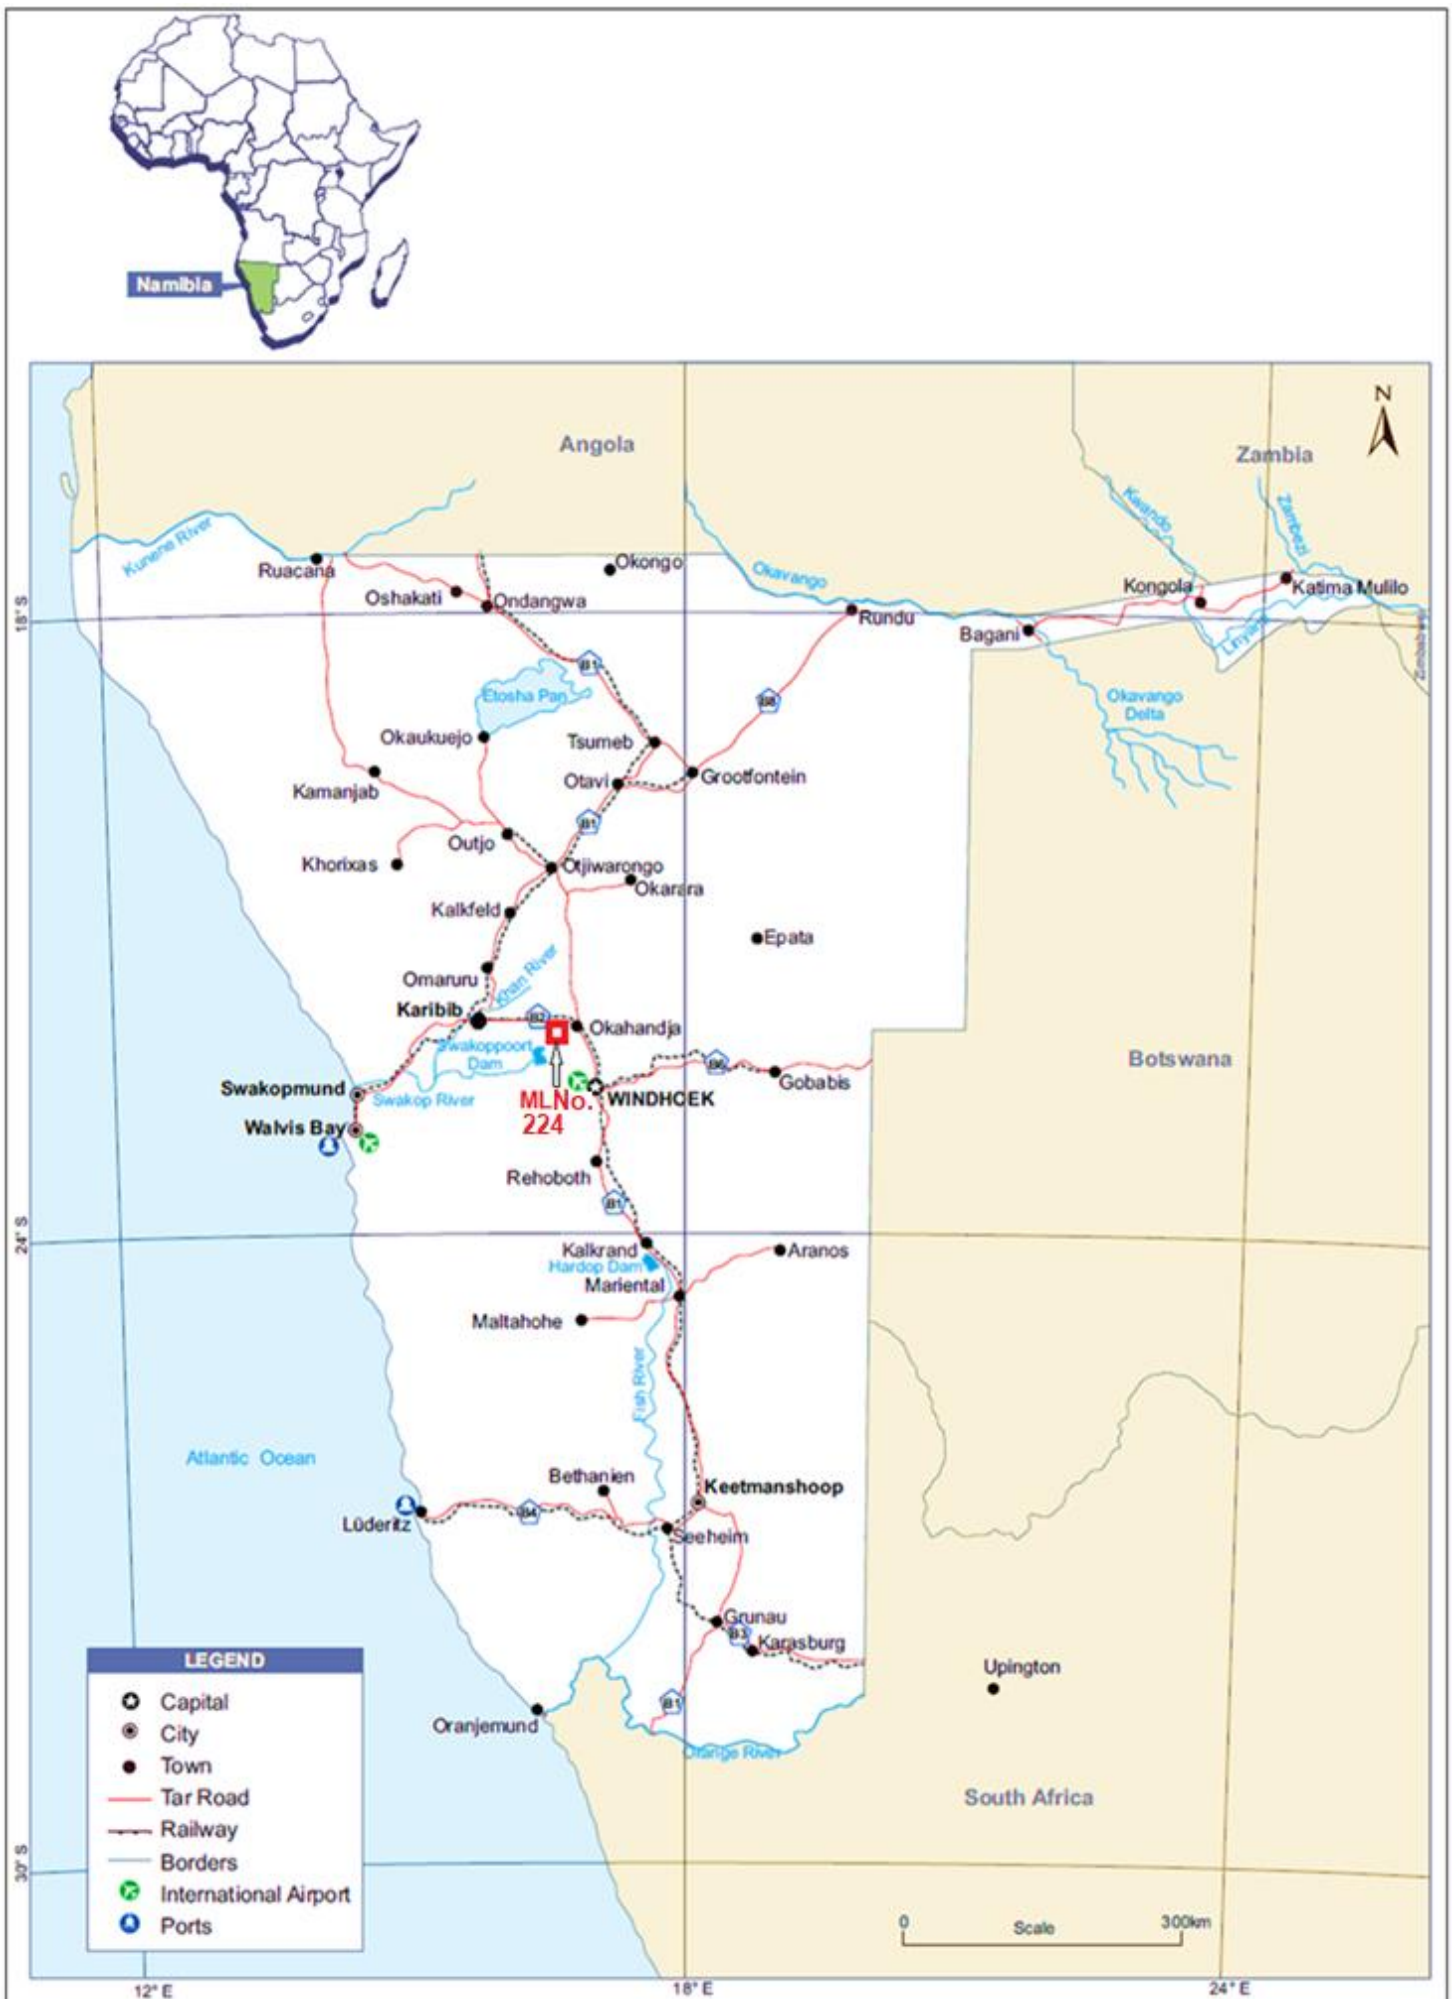 Namibia
N
Angola
Zambia
Kunene River
Kwando
Zambezi
Okongo
Ruacana
Okavango
Kongola
Katima Mulilo
Oshakati
Ondangwa
18° S
Rundu
Bagani
Linyanti
Zimbabwe
B1
Etosha Pan
B8
Okavango
Delta
Okaukuejo
Tsumeb
Otavi
Grootfontein
Kamanjab
B1
Outjo
Khorixas
Otjiwarongo
Okarara
Kalkfeld
Epata
Omaruru
Khan River
Karibib
B2
Okahandja
Swakoppoort
Dam
Botswana
B6
Gobabis
Swakopmund
Swakop River
MLNo.
224
WINDHOEK
Walvis Bay
Rehoboth
B1
24° S
Kalkrand
Aranos
Hardop Dam
Mariental
Maltahohe
Fish River
Atlantic Ocean
Bethanien
Keetmanshoop
Lüderitz
B4
Seeheim
Grunau
B3
Karasburg
Upington
B1
Oranjemund
Orange River
South Africa
LEGEND
Capital
City
Town
Tar Road
Railway
Borders
International Airport
Ports
30° S
0
Scale
300km
12° E
18° E
24° E